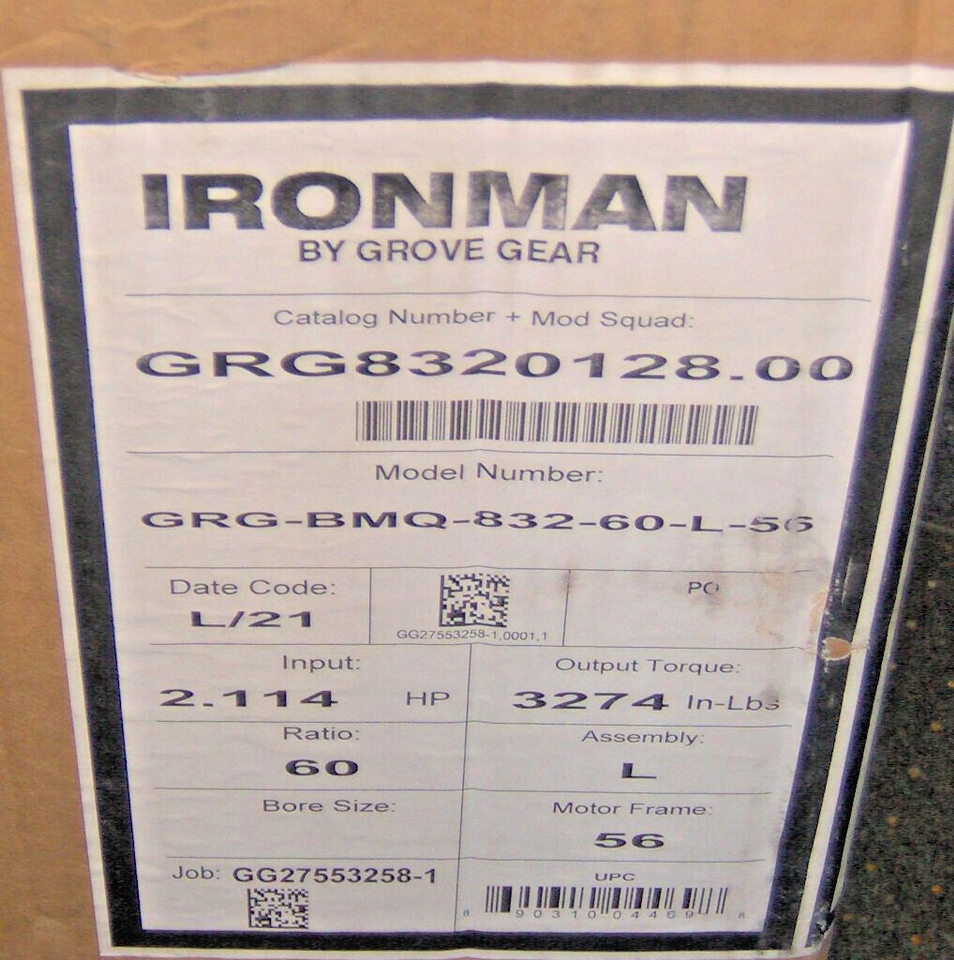 IRONMAN
BY GROVE GEAR
Catalog Number + Mod Squad:
GRG8320128.00
Model Number:
GRG-BMQ-832-60-L-56
Date Code:
L/21
GG27553258-1,0001,1
PO
Input:
2.114 HP
Output Torque:
3274 In-Lbs
Ratio:
60
Assembly:
L
Bore Size:
Motor Frame:
56
Job: GG27553258-1
UPC
8 90310 04469 8